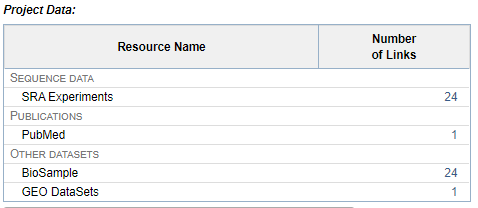 Project Data:
Resource Name
Number
of Links
SEQUENCE DATA
SRA Experiments 24
PUBLICATIONS
PubMed 1
OTHER DATASETS
BioSample 24
GEO DataSets 1